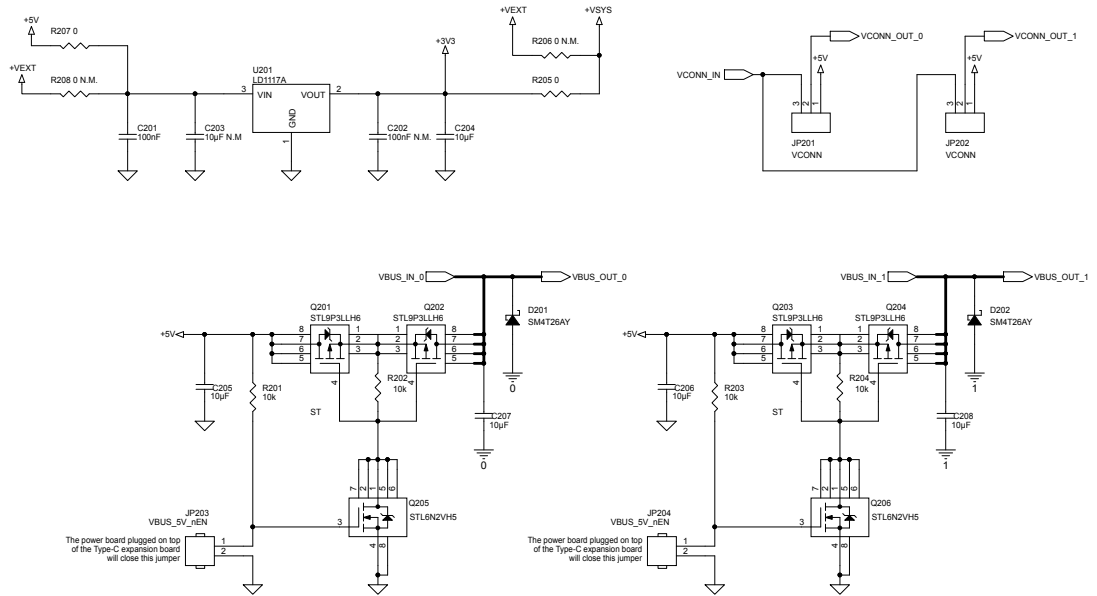 +5V
R207 0
+VEXT
R208 0 N.M.
U201
LD1117A
3
VIN
VOUT
2
GND
1
C201
100nF
C203
10µF N.M
C202
100nF N.M.
C204
10µF
+3V3
+VEXT
R206 0 N.M.
+VSYS
R205 0
VCONN_IN
VCONN_OUT_0
+5V
3
2
1
JP201
VCONN
VCONN_OUT_1
+5V
3
2
1
JP202
VCONN
VBUS_IN_0
VBUS_OUT_0
D201
SM4T26AY
0
Q201
STL9P3LLH6
Q202
STL9P3LLH6
+5V
8
7
6
5
1
2
3
4
1
2
3
4
8
7
6
5
C205
10µF
R201
10k
R202
10k
ST
C207
10µF
0
7
2
1
5
6
Q205
STL6N2VH5
3
4
8
JP203
VBUS_5V_nEN
The power board plugged on top
of the Type-C expansion board
will close this jumper
1
2
VBUS_IN_1
VBUS_OUT_1
D202
SM4T26AY
1
Q203
STL9P3LLH6
Q204
STL9P3LLH6
+5V
8
7
6
5
1
2
3
4
1
2
3
4
8
7
6
5
C206
10µF
R203
10k
R204
10k
ST
C208
10µF
1
7
2
1
5
6
Q206
STL6N2VH5
3
4
8
JP204
VBUS_5V_nEN
The power board plugged on top
of the Type-C expansion board
will close this jumper
1
2